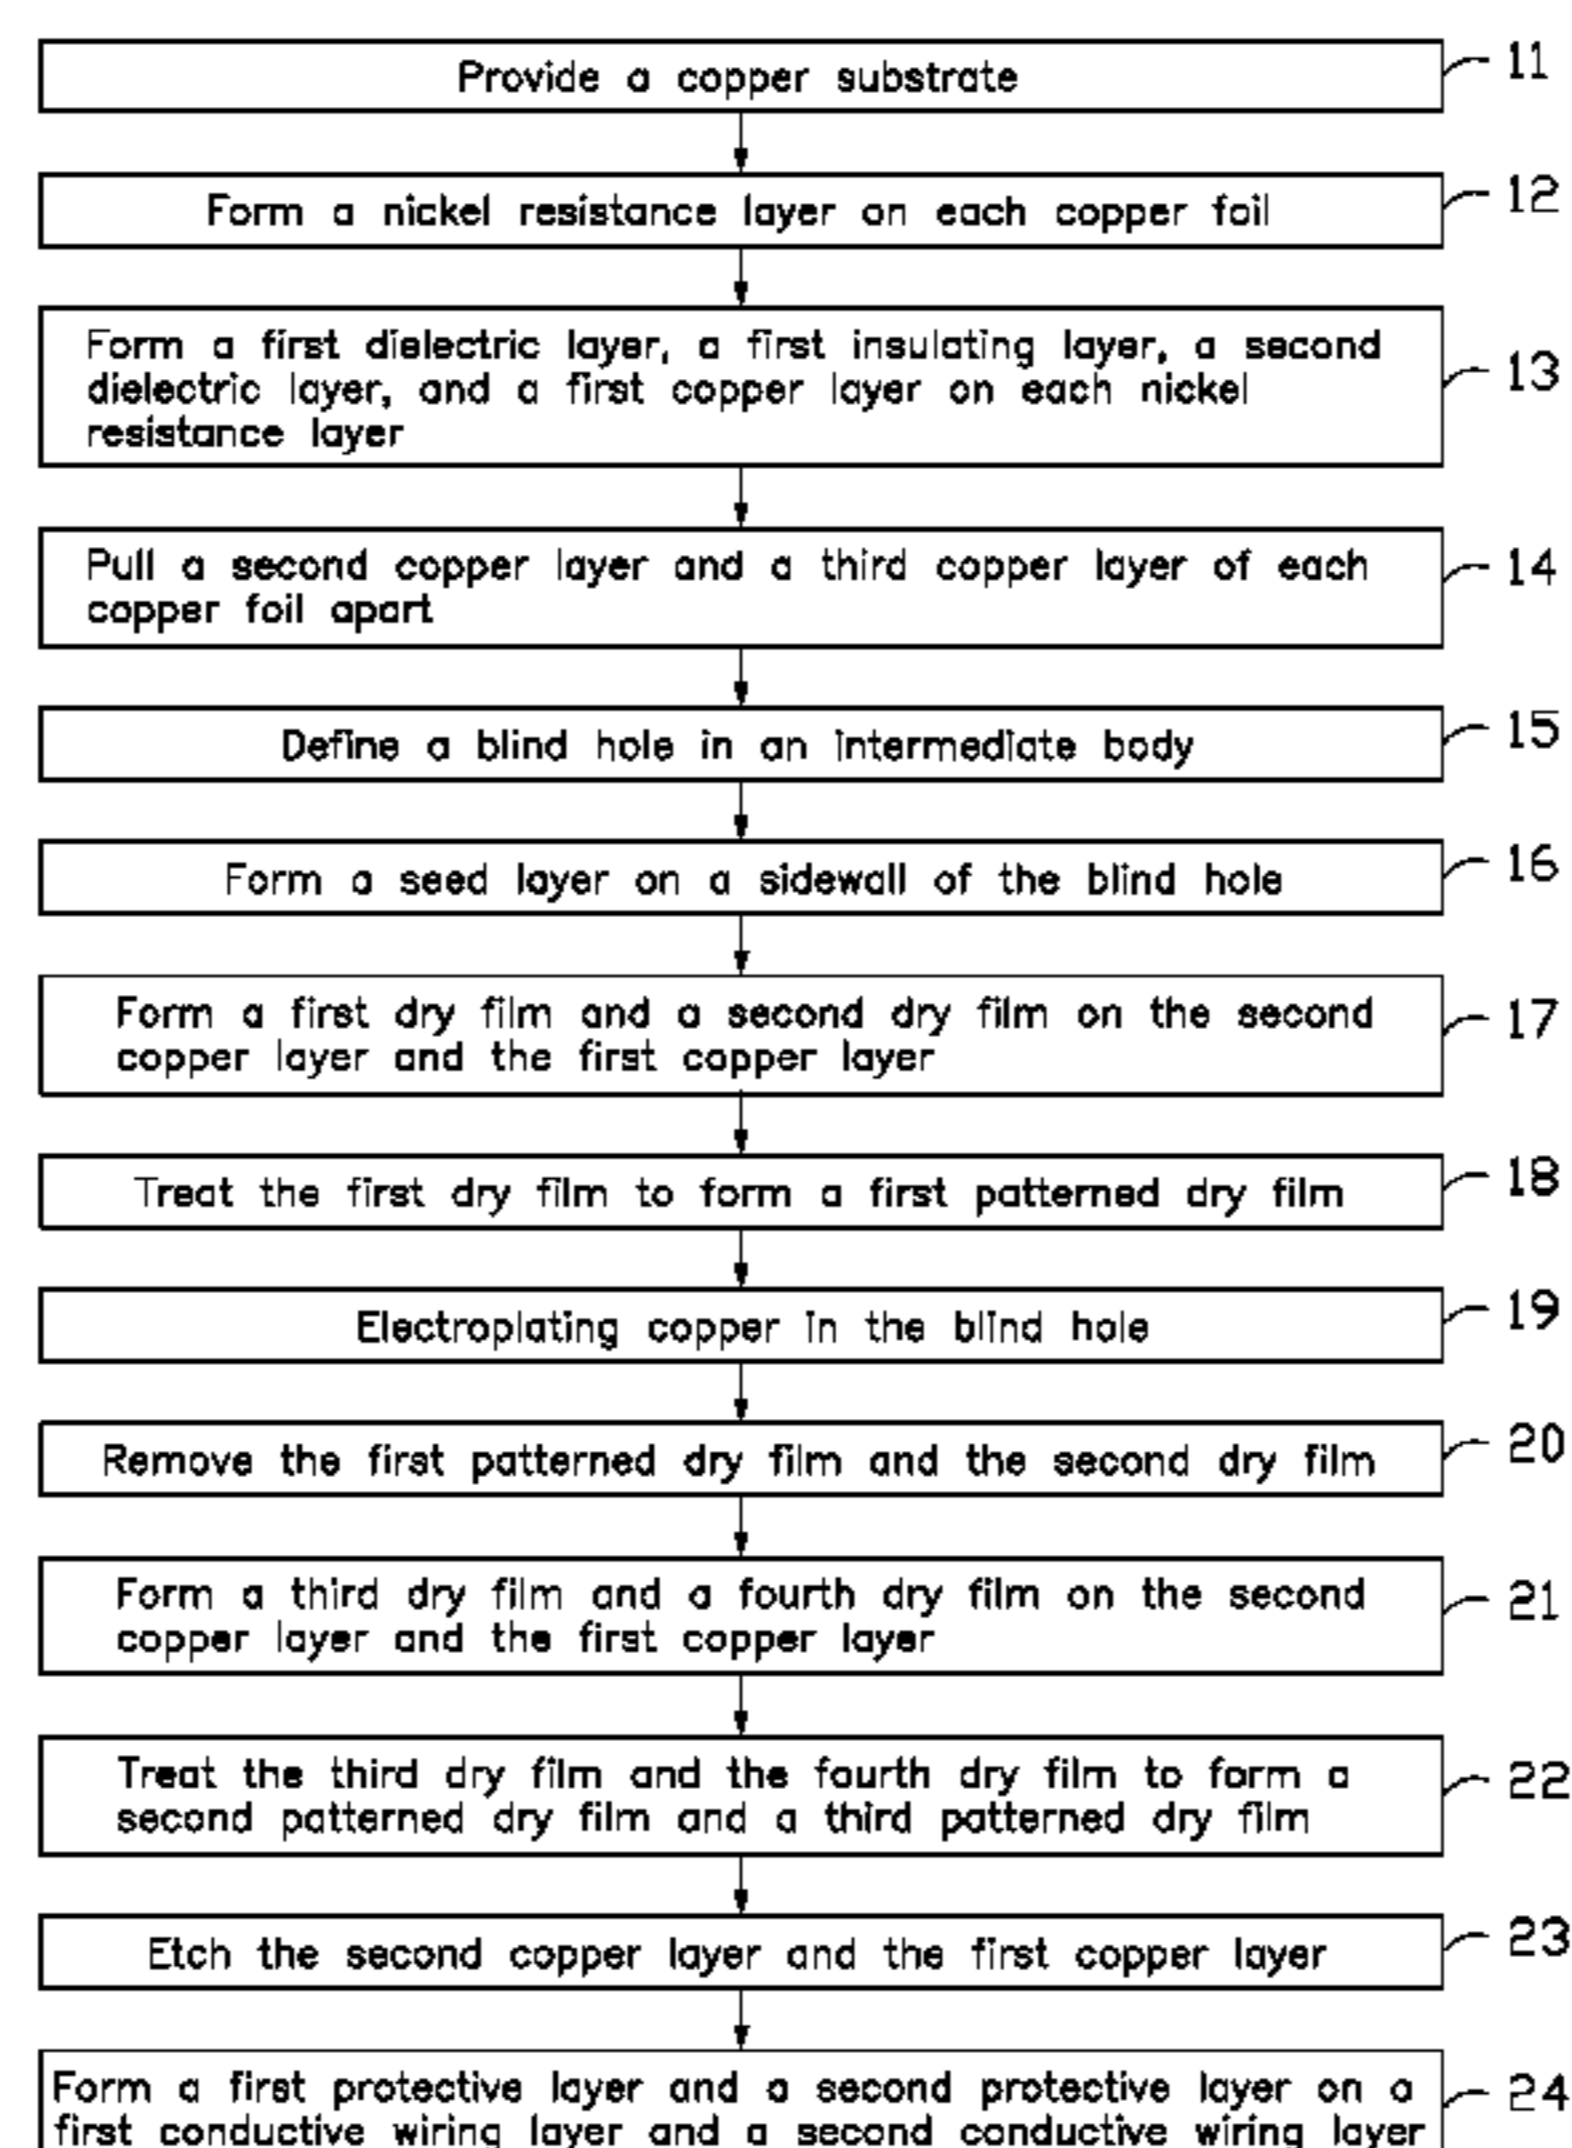 Provide a copper substrate
11
Form a nickel resistance layer on each copper foil
12
Form a first dielectric layer, a first insulating layer, a second
dielectric layer, and a first copper layer on each nickel
resistance layer
13
Pull a second copper layer and a third copper layer of each
copper foil apart
14
Define a blind hole in an intermediate body
15
Form a seed layer on a sidewall of the blind hole
16
Form a first dry film and a second dry film on the second
copper layer and the first copper layer
17
Treat the first dry film to form a first patterned dry film
18
Electroplating copper in the blind hole
19
Remove the first patterned dry film and the second dry film
20
Form a third dry film and a fourth dry film on the second
copper layer and the first copper layer
21
Treat the third dry film and the fourth dry film to form a
second patterned dry film and a third patterned dry film
22
Etch the second copper layer and the first copper layer
23
Form a first protective layer and a second protective layer on a
first conductive wiring layer and a second conductive wiring layer
24